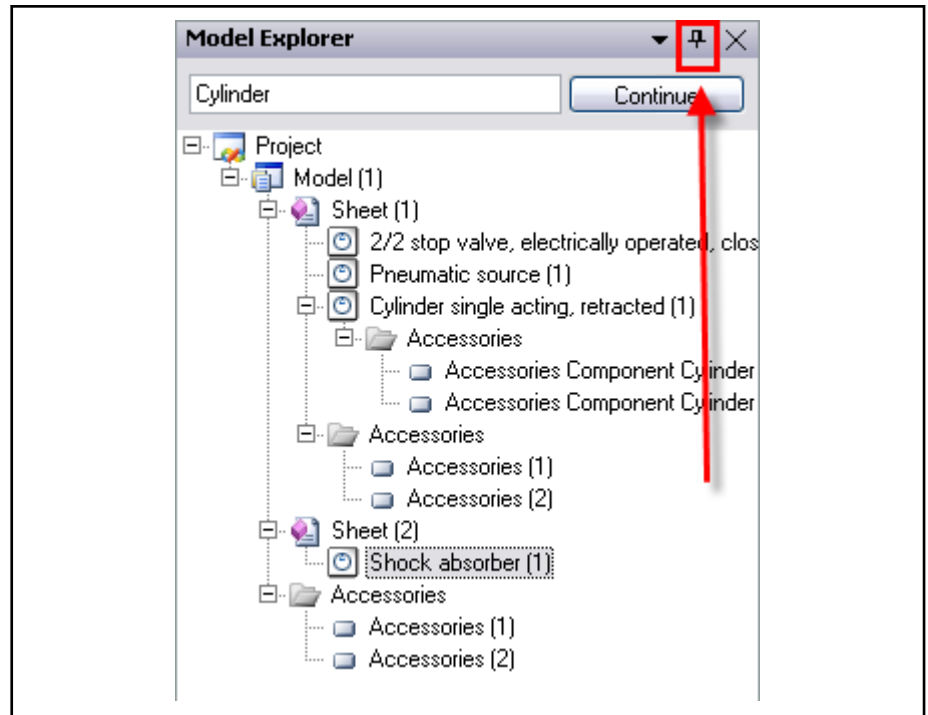 Model Explorer
Cylinder
Continue
Project
Model (1)
Sheet (1)
2/2 stop valve, electrically operated, clos
Pneumatic source (1)
Cylinder single acting, retracted (1)
Accessories
Accessories Component Cylinder
Accessories Component Cylinder
Accessories
Accessories (1)
Accessories (2)
Sheet (2)
Shock absorber (1)
Accessories
Accessories (1)
Accessories (2)